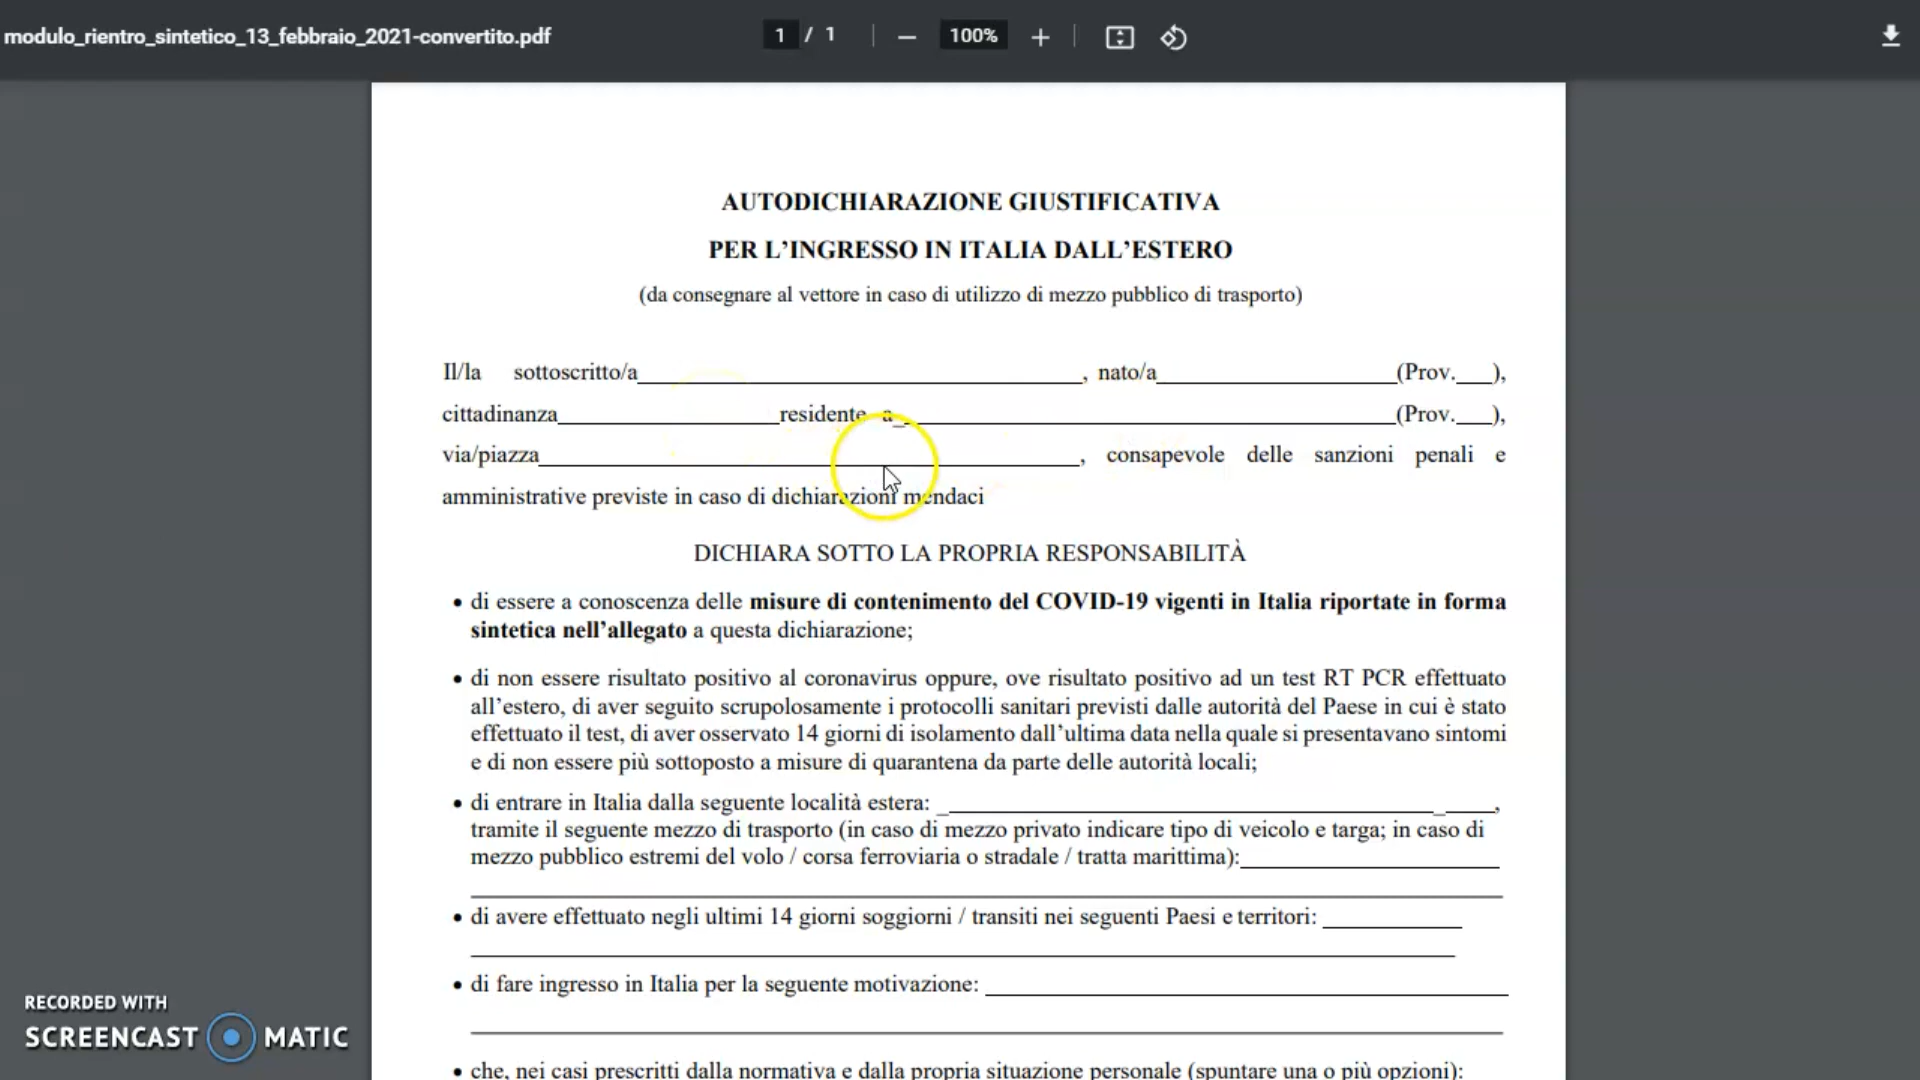 modulo_rientro_sintetico_13_febbraio_2021-convertito.pdf
1 / 1
100%
AUTODICHIARAZIONE GIUSTIFICATIVA
PER L'INGRESSO IN ITALIA DALL'ESTERO
(da consegnare al vettore in caso di utilizzo di mezzo pubblico di trasporto)
Il/la sottoscritto/a____________________, nato/a____________________(Prov.___),
cittadinanza____________________residente a____________________(Prov.___),
via/piazza____________________, consapevole delle sanzioni penali e
amministrative previste in caso di dichiarazioni mendaci
DICHIARA SOTTO LA PROPRIA RESPONSABILITÀ
• di essere a conoscenza delle misure di contenimento del COVID-19 vigenti in Italia riportate in forma
sintetica nell'allegato a questa dichiarazione;
• di non essere risultato positivo al coronavirus oppure, ove risultato positivo ad un test RT PCR effettuato
all'estero, di aver seguito scrupolosamente i protocolli sanitari previsti dalle autorità del Paese in cui è stato
effettuato il test, di aver osservato 14 giorni di isolamento dall'ultima data nella quale si presentavano sintomi
e di non essere più sottoposto a misure di quarantena da parte delle autorità locali;
• di entrare in Italia dalla seguente località estera: ____________________,
tramite il seguente mezzo di trasporto (in caso di mezzo privato indicare tipo di veicolo e targa; in caso di
mezzo pubblico estremi del volo / corsa ferroviaria o stradale / tratta marittima):____________________
• di avere effettuato negli ultimi 14 giorni soggiorni / transiti nei seguenti Paesi e territori: __________
• di fare ingresso in Italia per la seguente motivazione: ____________________
• che, nei casi prescritti dalla normativa e dalla propria situazione personale (spuntare una o più opzioni):
RECORDED WITH
SCREENCAST MATIC